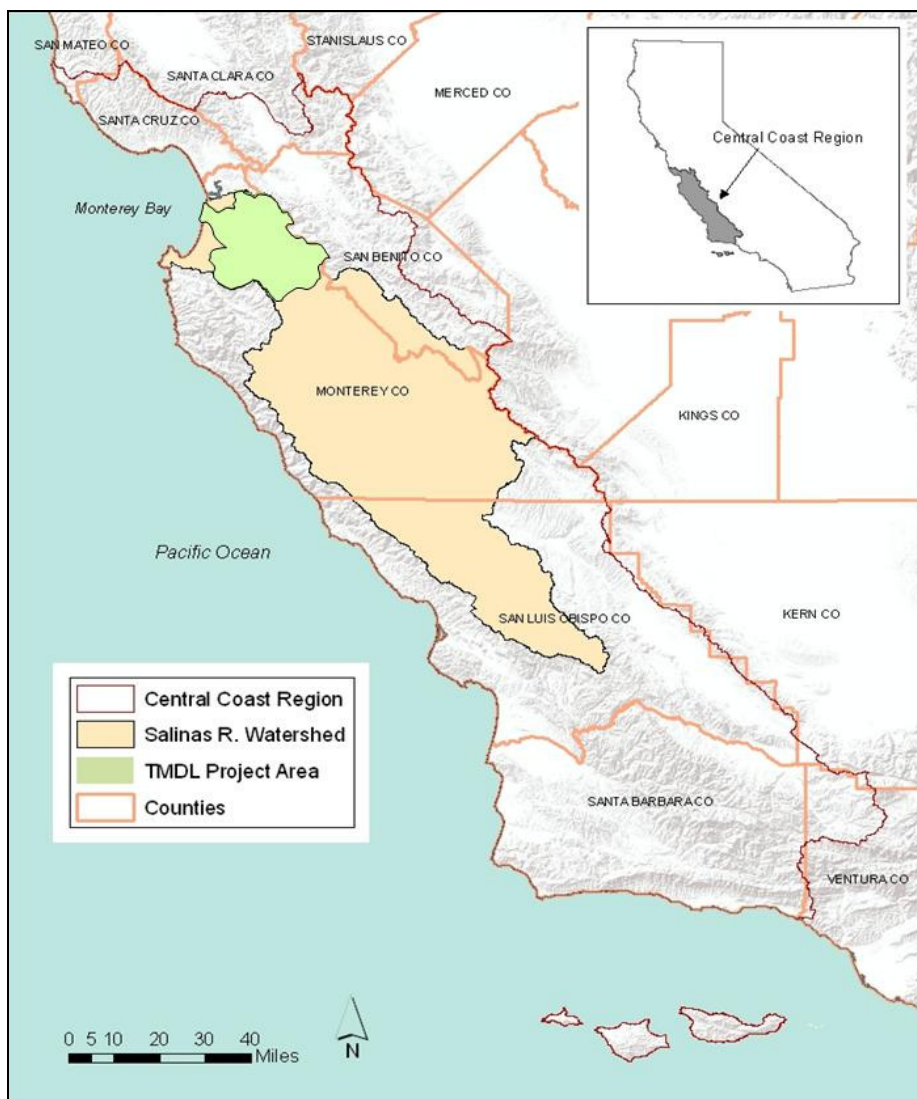 STANISLAUS CO
SAN MATEO CO
SANTA CLARA CO
MERCED CO
SANTA CRUZ CO
Central Coast Region
Monterey Bay
SAN BENITO CO
MONTEREY CO
KINGS CO
Pacific Ocean
SAN LUIS OBISPO CO
KERN CO
Central Coast Region
Salinas R. Watershed
TMDL Project Area
Counties
SANTA BARBARA CO
VENTURA CO
0 5 10 20 30 40
Miles
N